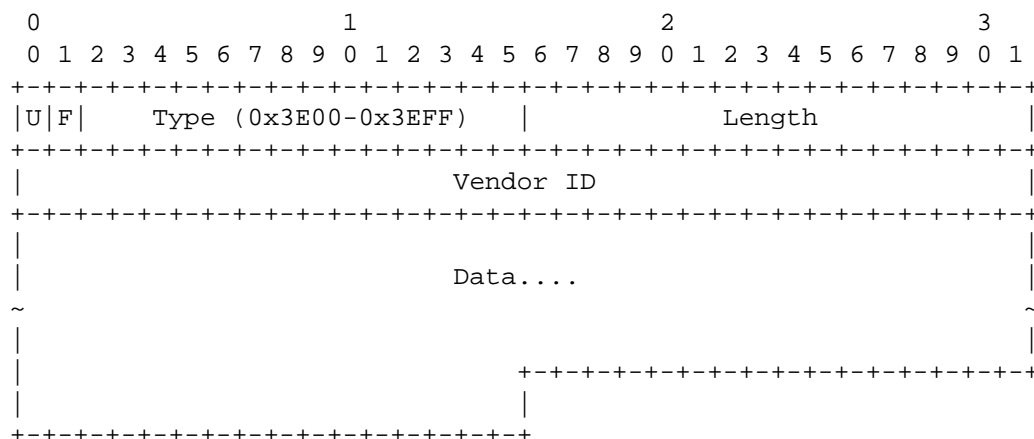 0                   1                   2                   3
 0 1 2 3 4 5 6 7 8 9 0 1 2 3 4 5 6 7 8 9 0 1 2 3 4 5 6 7 8 9 0 1
+-+-+-+-+-+-+-+-+-+-+-+-+-+-+-+-+-+-+-+-+-+-+-+-+-+-+-+-+-+-+-+-+
|U|F|    Type (0x3E00-0x3EFF)   |            Length             |
+-+-+-+-+-+-+-+-+-+-+-+-+-+-+-+-+-+-+-+-+-+-+-+-+-+-+-+-+-+-+-+-+
|                           Vendor ID                           |
+-+-+-+-+-+-+-+-+-+-+-+-+-+-+-+-+-+-+-+-+-+-+-+-+-+-+-+-+-+-+-+-+
|                                                               |
|                           Data....                            |
~                                                               ~
|                                                               |
|                               +-+-+-+-+-+-+-+-+-+-+-+-+-+-+-+-+
|                               |
+-+-+-+-+-+-+-+-+-+-+-+-+-+-+-+-+